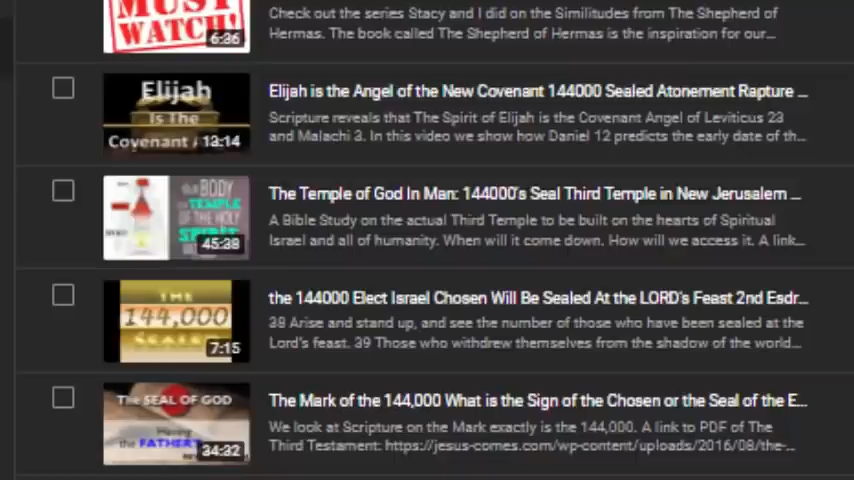 MUST
WATCH!
6:36
Check out the series Stacy and I did on the Similitudes from The Shepherd of
Hermas. The book called The Shepherd of Hermas is the inspiration for our...
Elijah
Is The
Covenant
13:14
Elijah is the Angel of the New Covenant 144000 Sealed Atonement Rapture ...
Scripture reveals that The Spirit of Elijah is the Covenant Angel of Leviticus 23
and Malachi 3. In this video we show how Daniel 12 predicts the early date of th...
BODY
TEMPLE
OF THE HOLY
SPIRIT
45:38
The Temple of God In Man: 144000's Seal Third Temple in New Jerusalem ...
A Bible Study on the actual Third Temple to be built on the hearts of Spiritual
Israel and all of humanity. When will it come down. How will we access it. A link...
THE
144,000
7:15
the 144000 Elect Israel Chosen Will Be Sealed At the LORD's Feast 2nd Esdr...
38 Arise and stand up, and see the number of those who have been sealed at the
Lord's feast. 39 Those who withdrew themselves from the shadow of the world...
The SEAL OF GOD
Having
the FATHER'S
34:32
The Mark of the 144,000 What is the Sign of the Chosen or the Seal of the E...
We look at Scripture on the Mark exactly is the 144,000. A link to PDF of The
Third Testament: https://jesus-comes.com/wp-content/uploads/2016/08/the-...